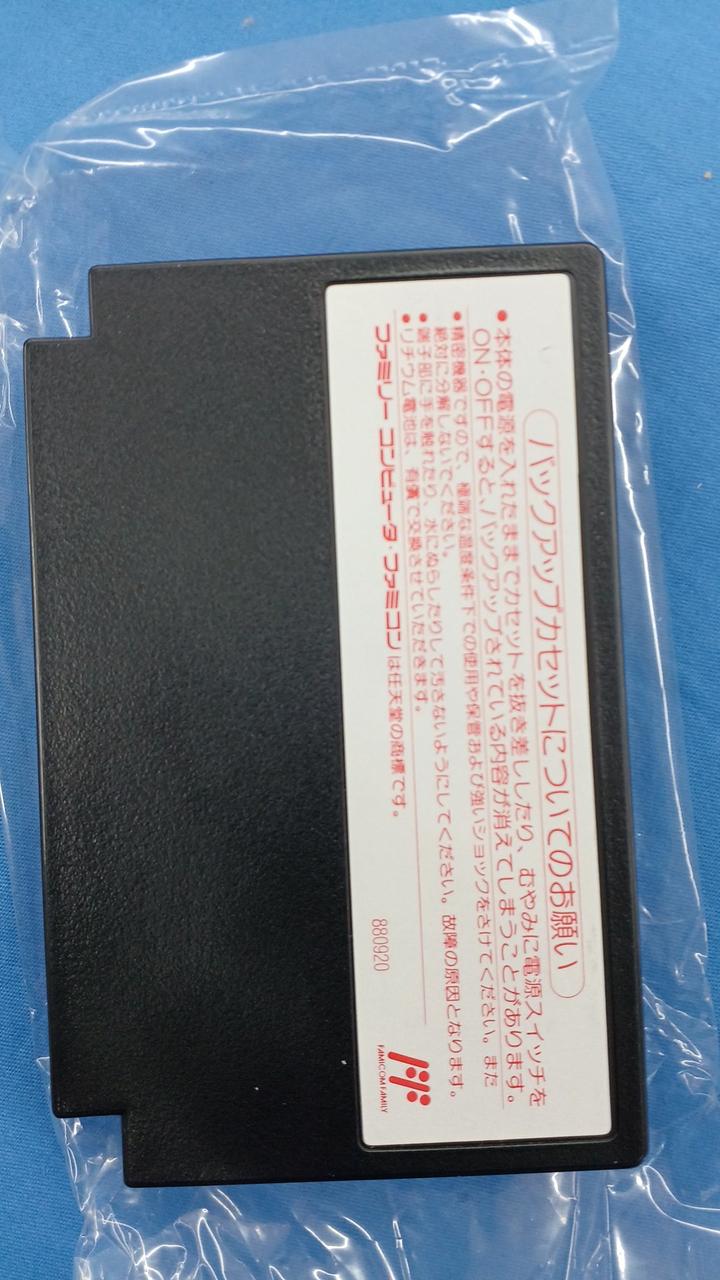 バックアップカセットについてのお願い
●本体の電源を入れたままでカセットを抜き差ししたり、むやみに電源スイッチを
ON・OFFすると、バックアップされている内容が消えてしまうことがあります。
●精密機器ですので、極端な温度条件下での使用や保管および強いショックをさけてください。また
絶対に分解しないでください。
●端子部に手を触れたり、水にぬらしたりして汚さないようにしてください。故障の原因となります。
●リチウム電池は、有償で交換させていただきます。
ファミリー コンピュータ・ファミコンは任天堂の商標です。
880920
FAMICOM FAMILY